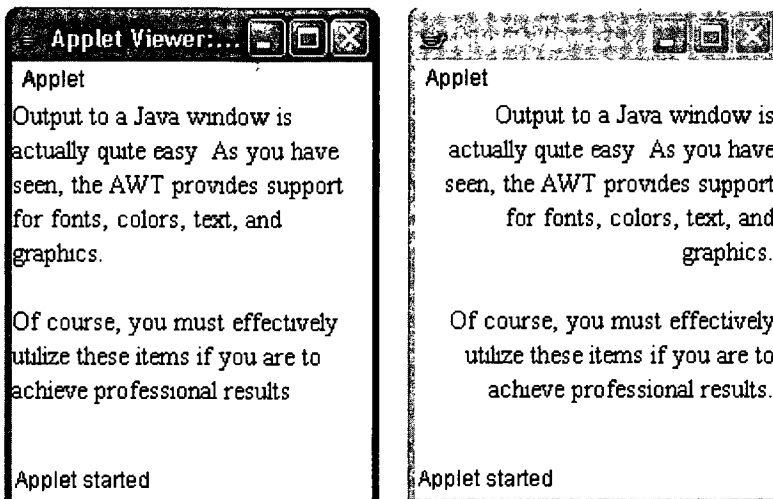 Applet Viewer:...
Applet
Output to a Java window is
actually quite easy As you have
seen, the AWT provides support
for fonts, colors, text, and
graphics.
Of course, you must effectively
utilize these items if you are to
achieve professional results
Applet started
Applet
Output to a Java window is
actually quite easy As you have
seen, the AWT provides support
for fonts, colors, text, and
graphics.
Of course, you must effectively
utilize these items if you are to
achieve professional results.
Applet started